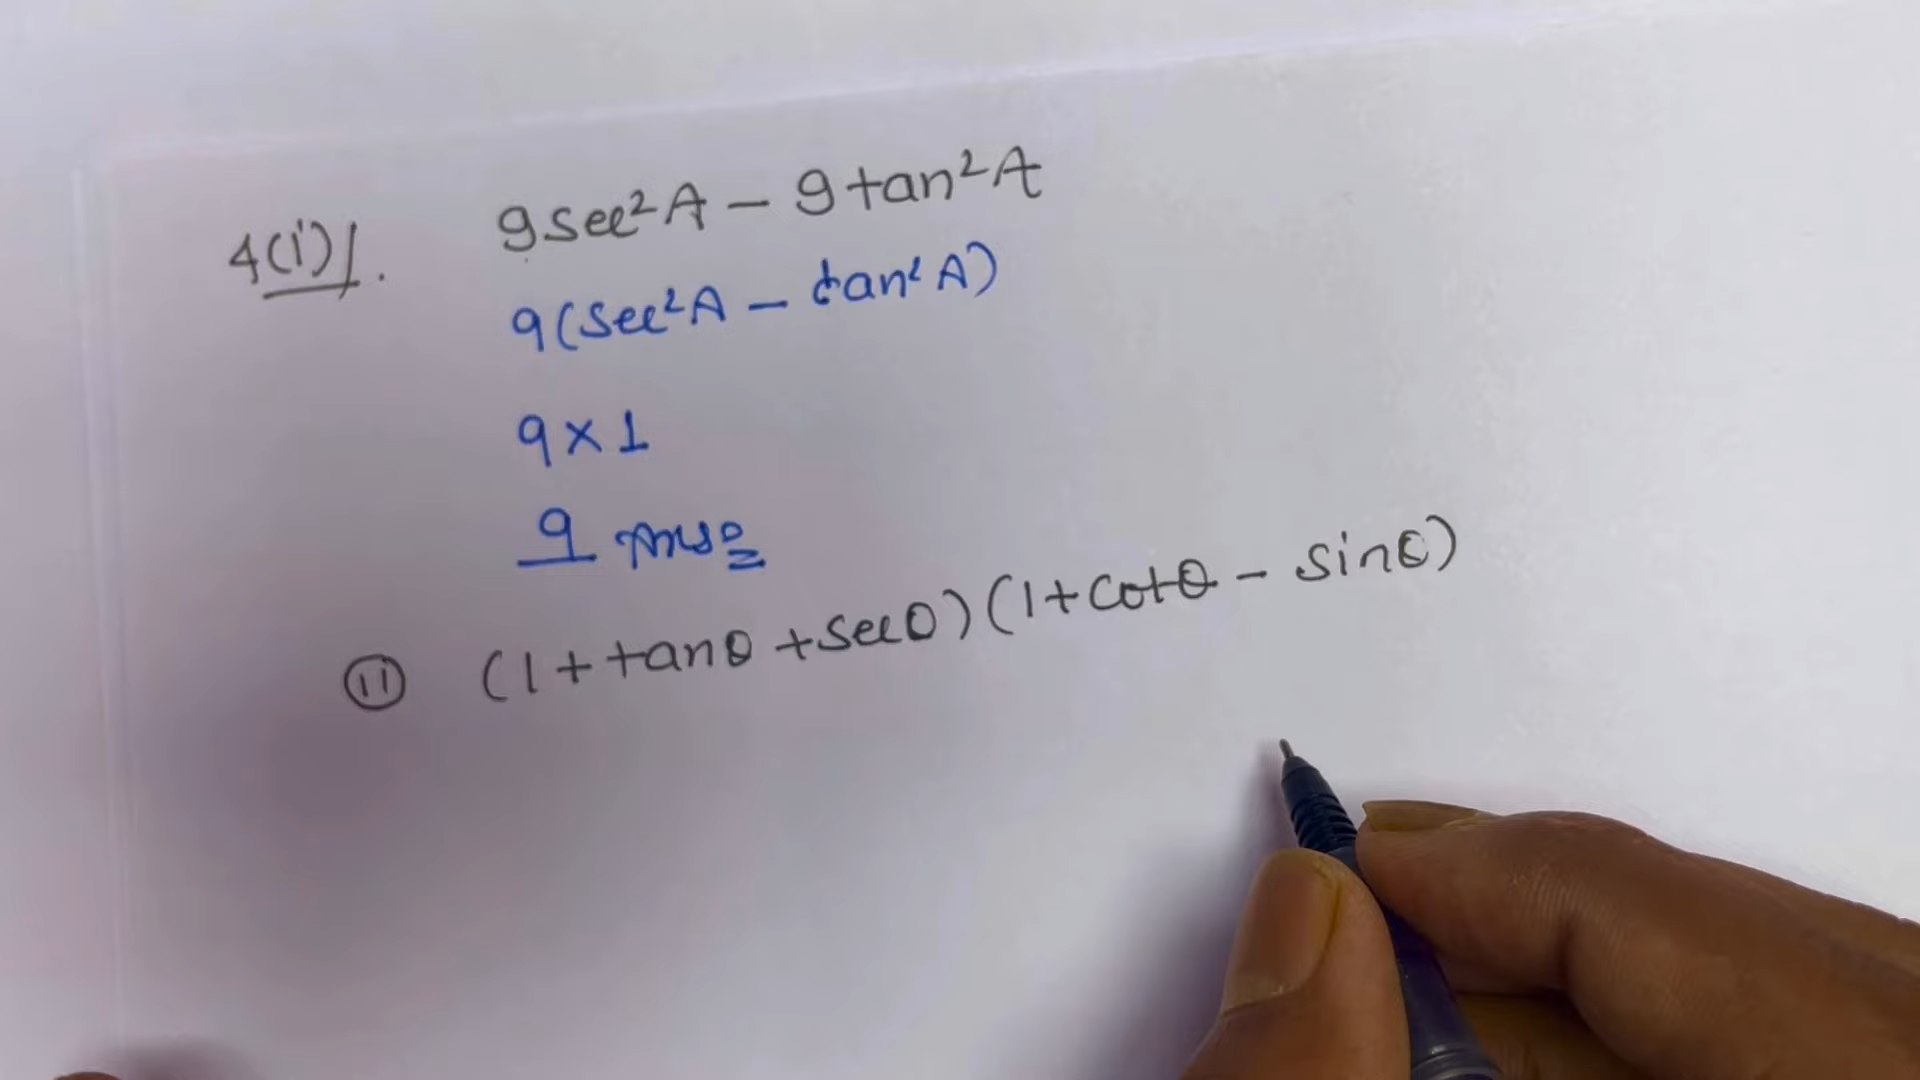 4(i)/. 9sec²A - 9tan²A
9(sec²A - tan²A)
9×1
9 Ans
(ii) (1+tanθ+secθ)(1+cotθ - sinθ)